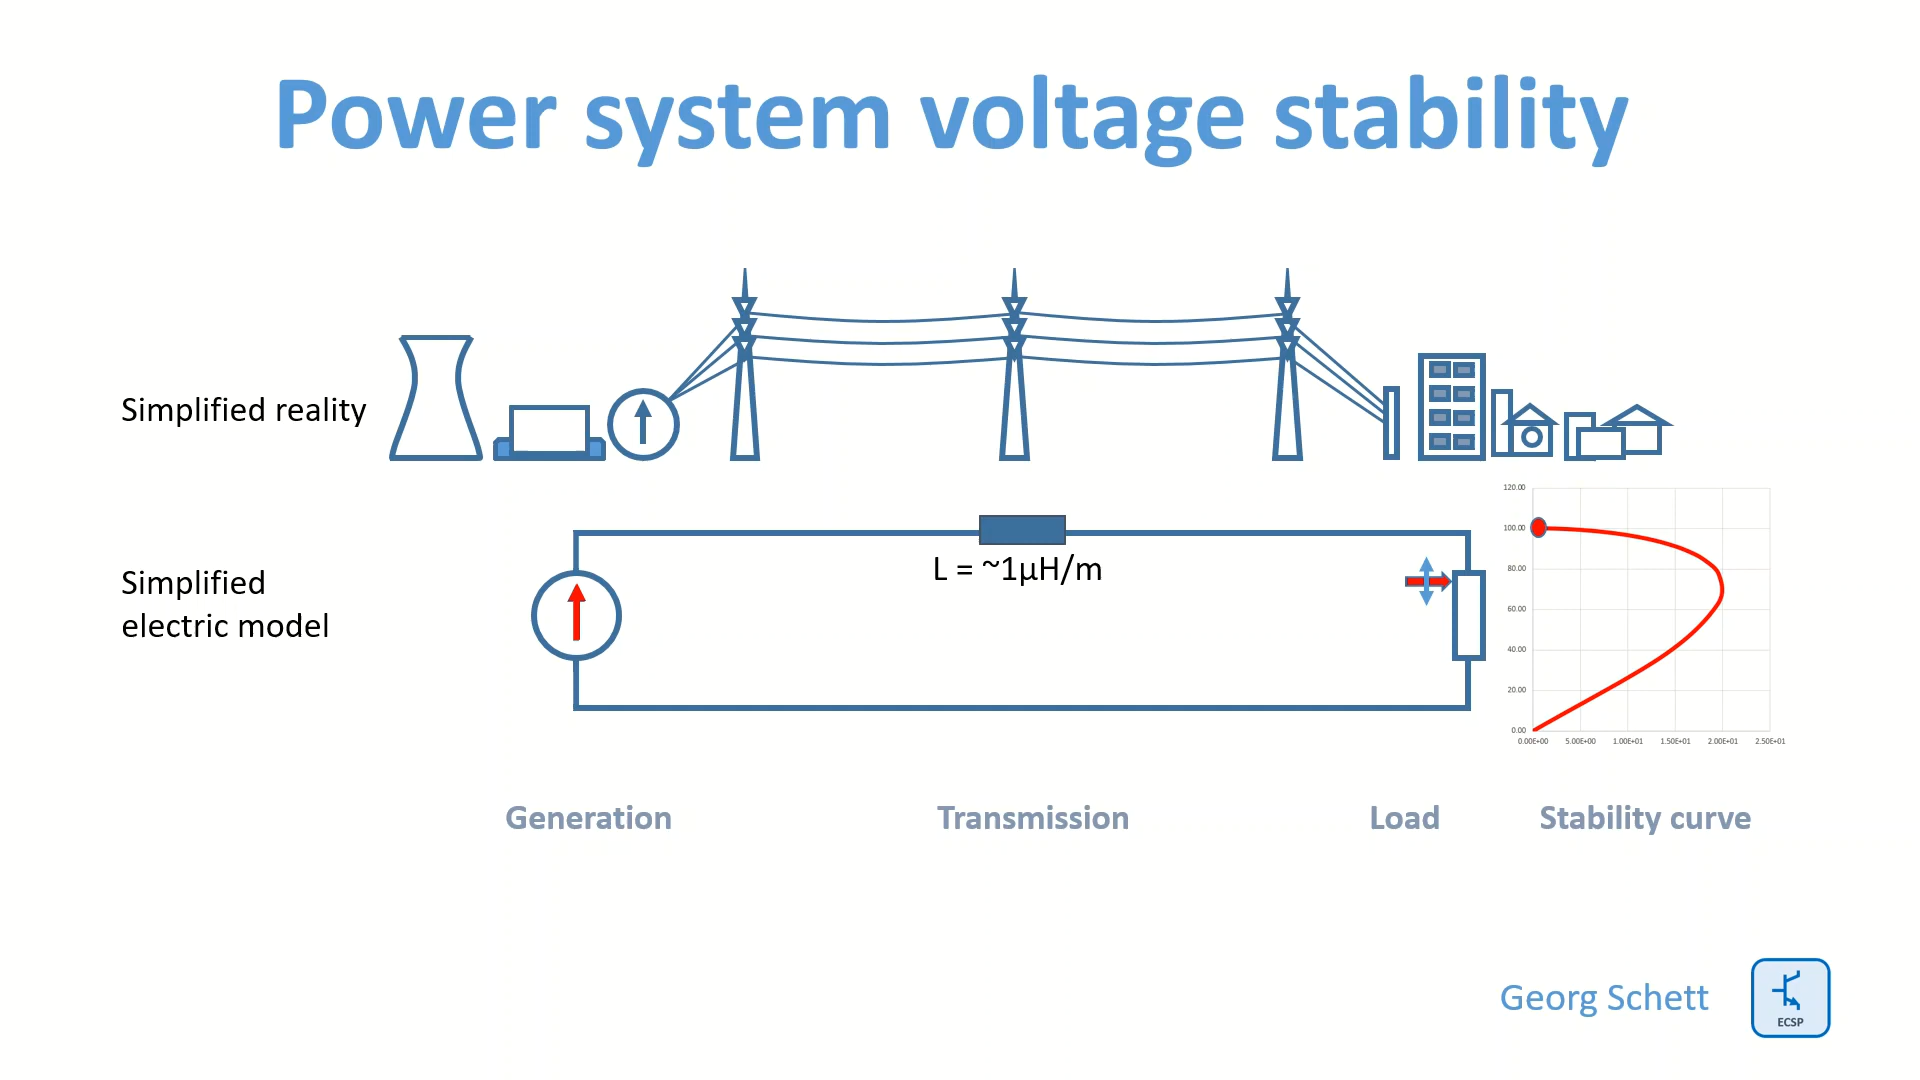 Power system voltage stability
Simplified reality
120.00
100.00
80.00
60.00
40.00
20.00
0.00
0.00E+00 5.00E+00 1.00E+01 1.50E+01 2.00E+01 2.50E+01
L = ~1µH/m
Simplified
electric model
Generation
Transmission
Load
Stability curve
Georg Schett
ECSP